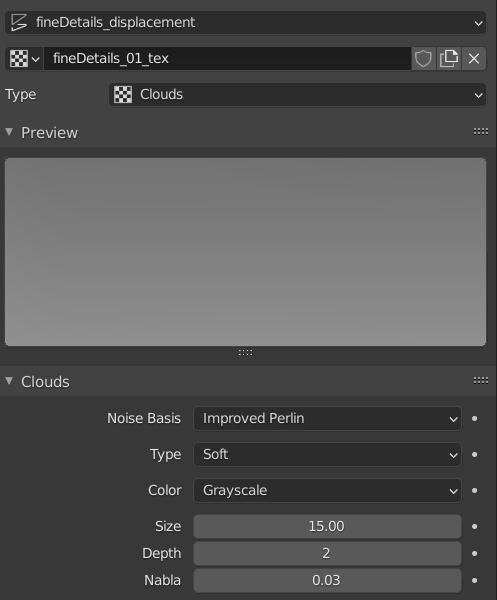 fineDetails_displacement
fineDetails_01_tex
Type Clouds
Preview
Clouds
Noise Basis Improved Perlin
Type Soft
Color Grayscale
Size 15.00
Depth 2
Nabla 0.03